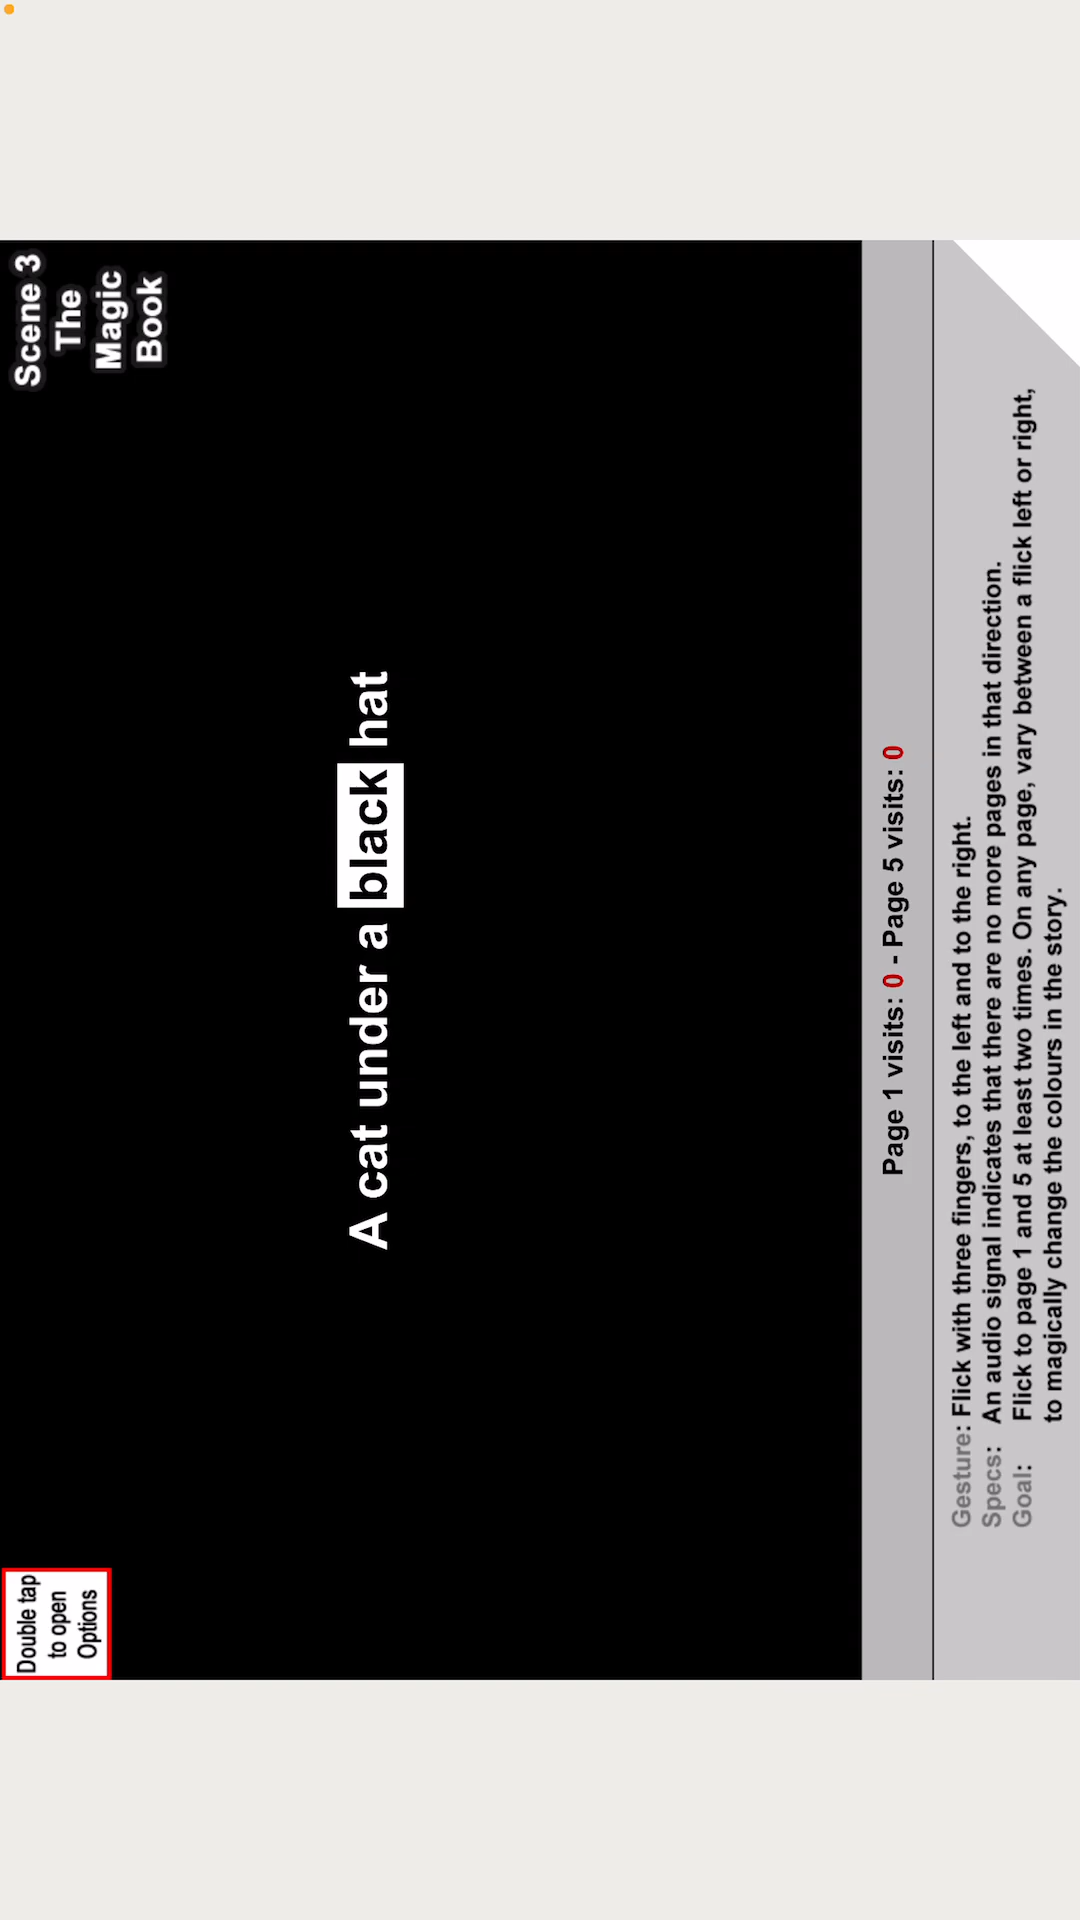 Double tap
to open
Options
Scene 3
The
Magic
Book
A cat under a black hat
Page 1 visits: 0 - Page 5 visits: 0
Gesture: Flick with three fingers, to the left and to the right.
Specs: An audio signal indicates that there are no more pages in that direction.
Goal: Flick to page 1 and 5 at least two times. On any page, vary between a flick left or right,
to magically change the colours in the story.